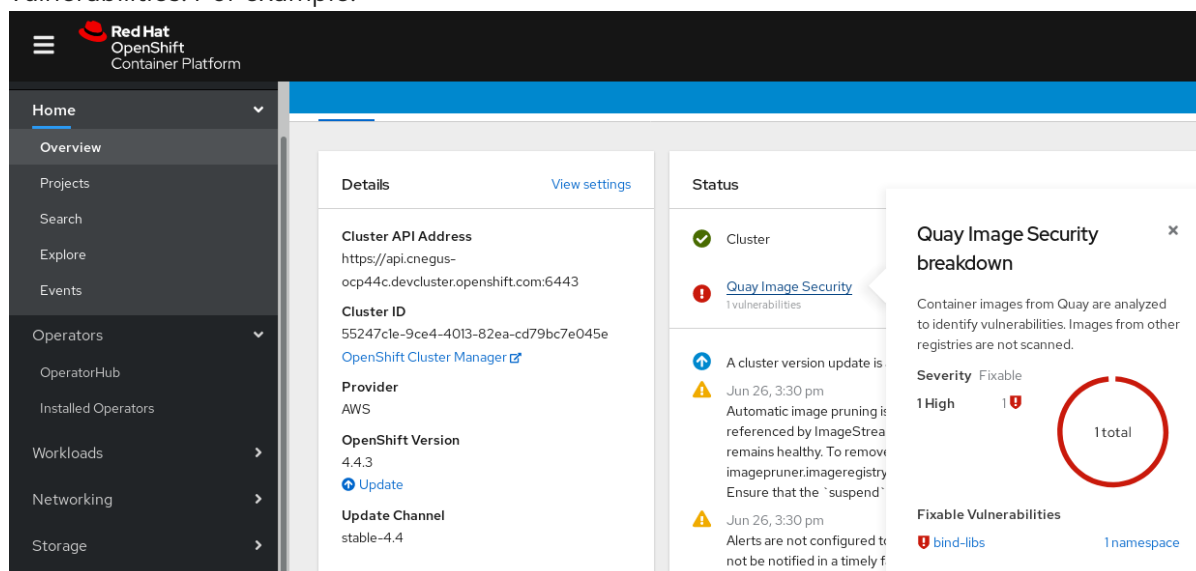 vulnerabilities. For example:
Red Hat
OpenShift
Container Platform
Home
Overview
Projects
Search
Explore
Events
Operators
OperatorHub
Installed Operators
Workloads
Networking
Storage
Details
View settings
Cluster API Address
https://api.cnegus-
ocp44c.devcluster.openshift.com:6443
Cluster ID
55247c1e-9ce4-4013-82ea-cd79bc7e045e
OpenShift Cluster Manager
Provider
AWS
OpenShift Version
4.4.3
Update
Update Channel
stable-4.4
Status
Cluster
Quay Image Security
1 vulnerabilities
A cluster version update is
Jun 26, 3:30 pm
Automatic image pruning is
referenced by ImageStrea
remains healthy. To remove
imagepruner.imageregistry
Ensure that the `suspend`
Jun 26, 3:30 pm
Alerts are not configured to
not be notified in a timely f
Quay Image Security
breakdown
Container images from Quay are analyzed
to identify vulnerabilities. Images from other
registries are not scanned.
Severity Fixable
1 High 1
1 total
Fixable Vulnerabilities
bind-libs 1 namespace